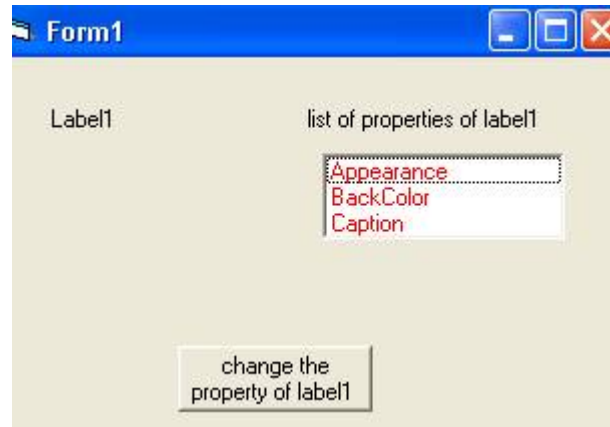 Form1
Label1
list of properties of label1
Appearance
BackColor
Caption
change the
property of label1